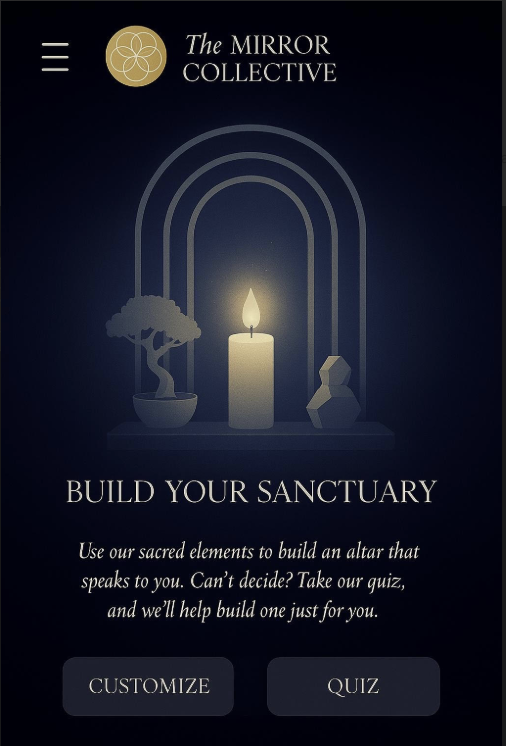 The MIRROR
COLLECTIVE
BUILD YOUR SANCTUARY
Use our sacred elements to build an altar that
speaks to you. Can't decide? Take our quiz,
and we'll help build one just for you.
CUSTOMIZE
QUIZ